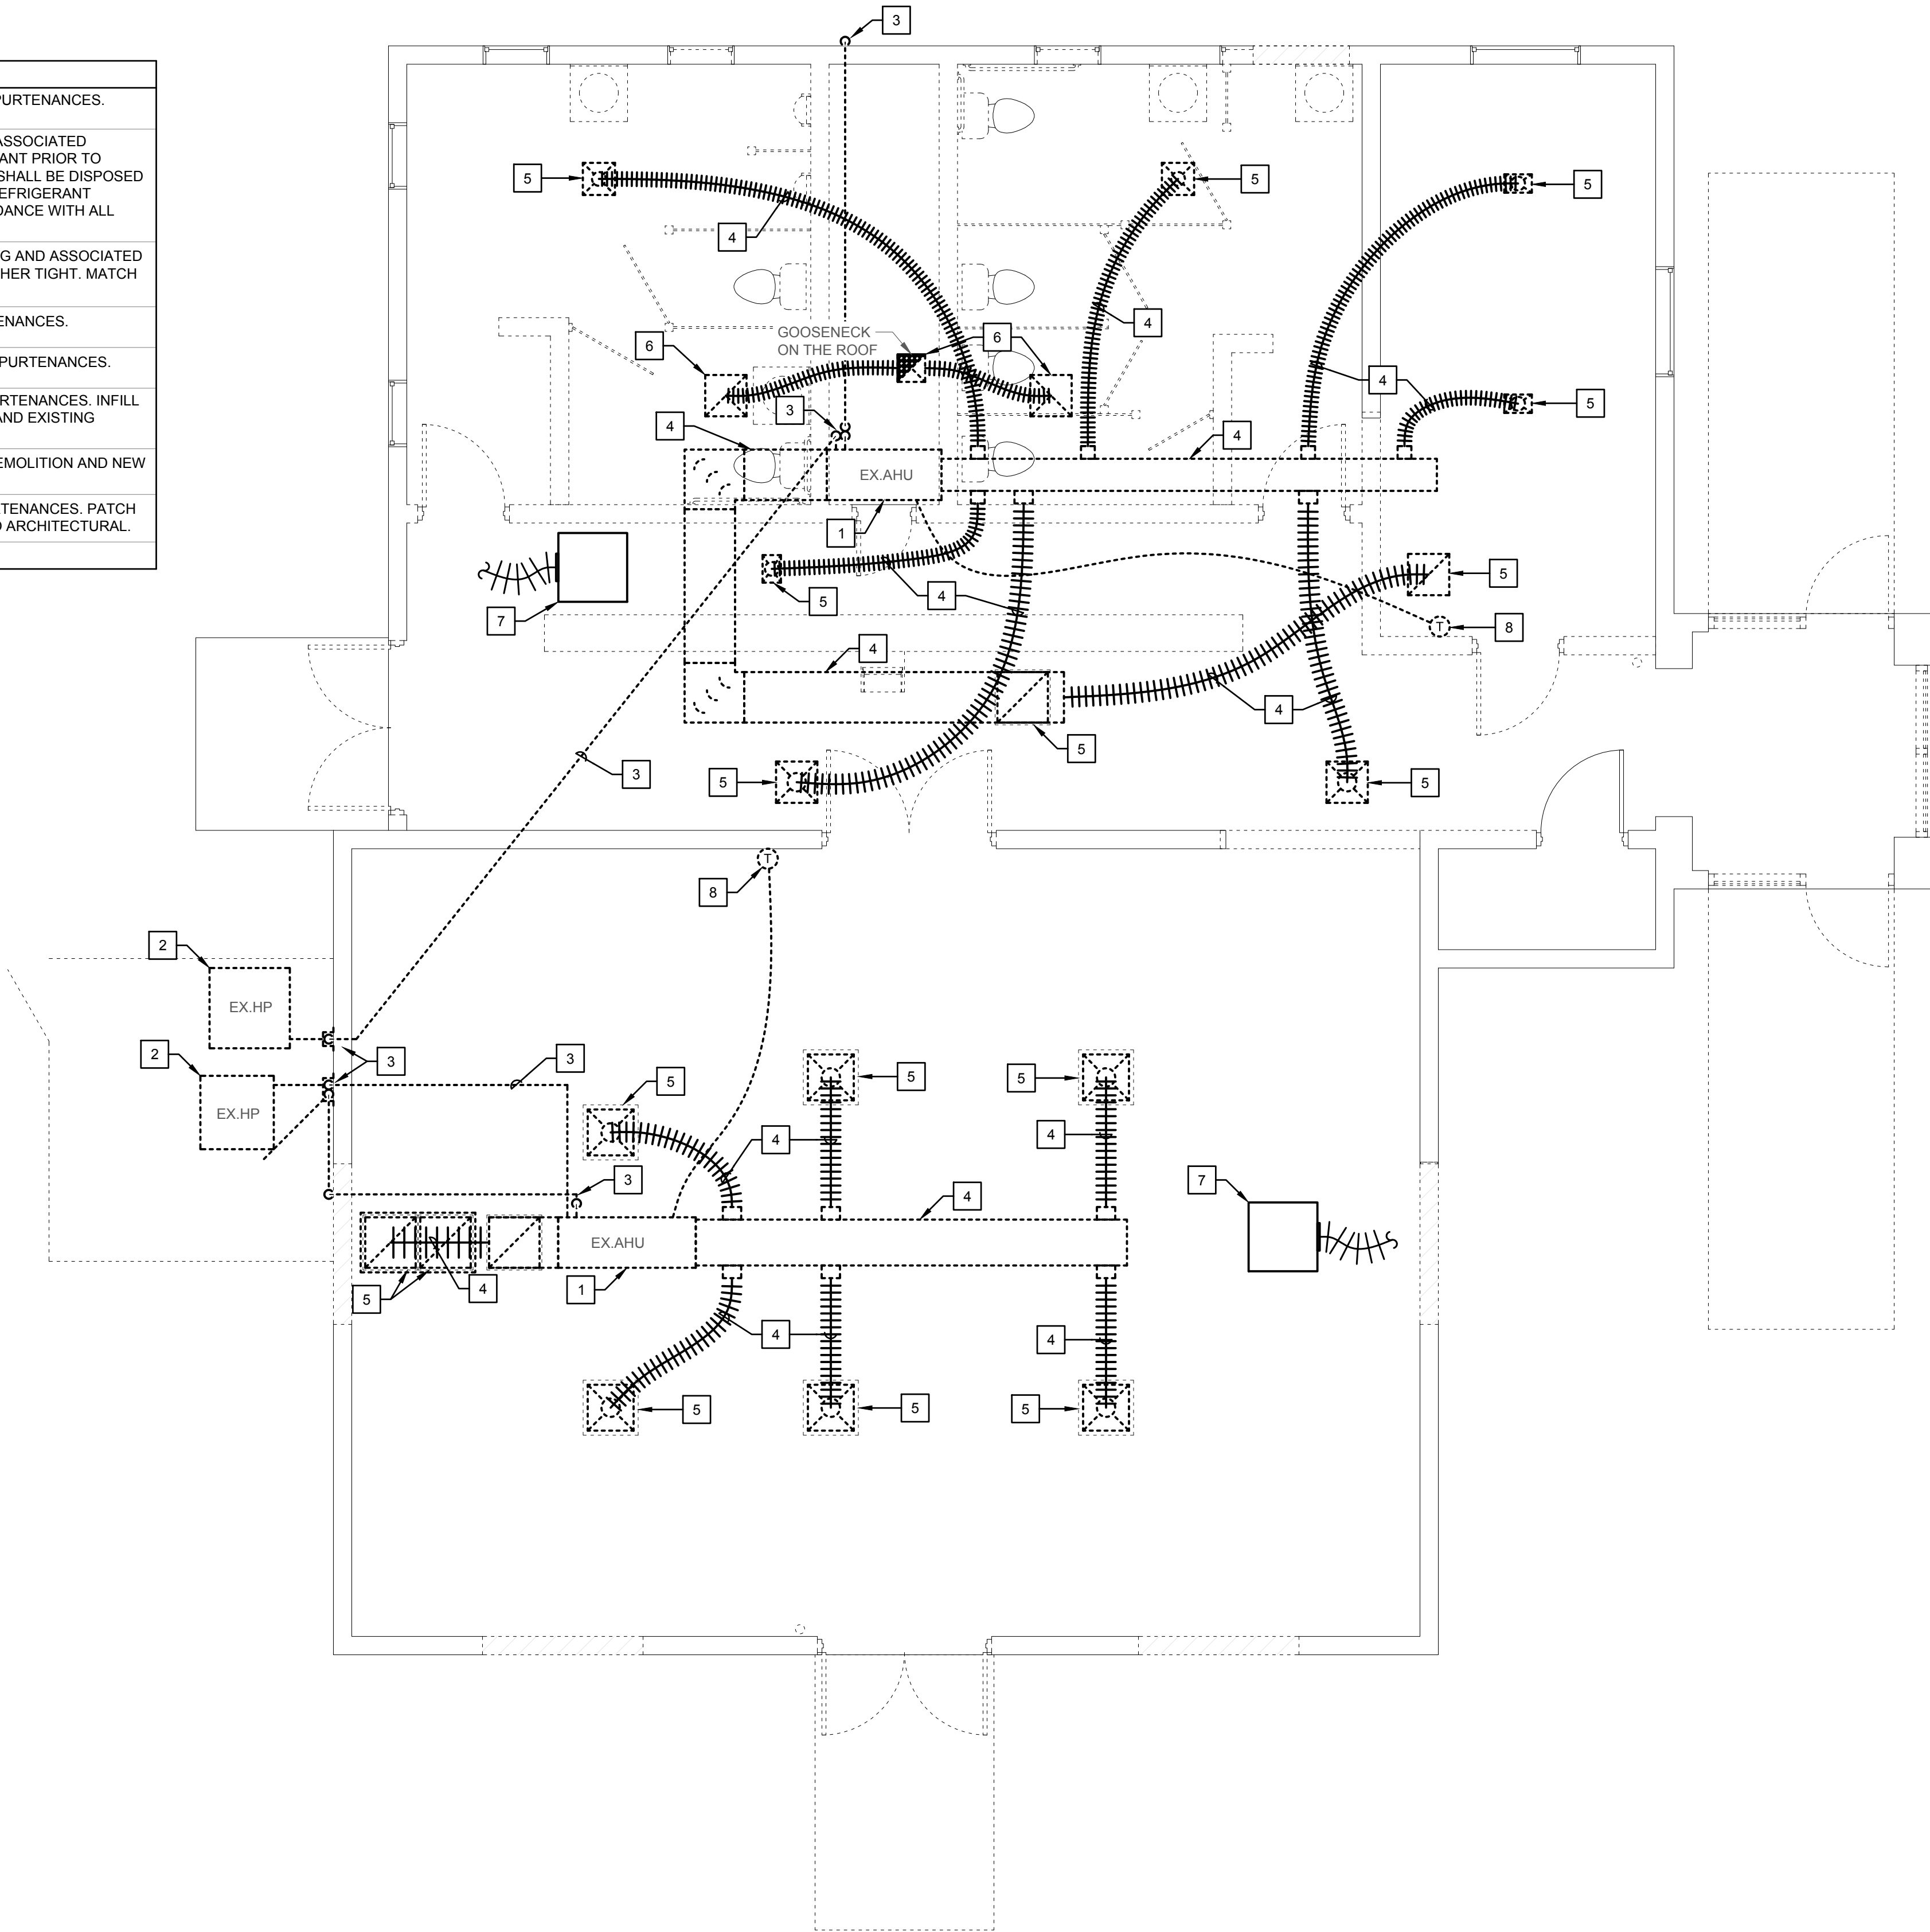 PURTENANCES.
ASSOCIATED
ANT PRIOR TO
SHALL BE DISPOSED
EFRIGERANT
DANCE WITH ALL
G AND ASSOCIATED
HER TIGHT. MATCH
ENANCES.
PURTENANCES.
RTENANCES. INFILL
AND EXISTING
EMOLITION AND NEW
TENANCES. PATCH
ARCHITECTURAL.
3
5
5
5
4
4
GOOSENECK
ON THE ROOF
6
6
4
5
3
4
4
EX.AHU
1
5
5
4
7
8
4
4
3
5
5
5
T
T
8
2
EX.HP
2
3
3
EX.HP
5
5
5
4
4
3
7
4
EX.AHU
5
4
1
4
4
5
5
5